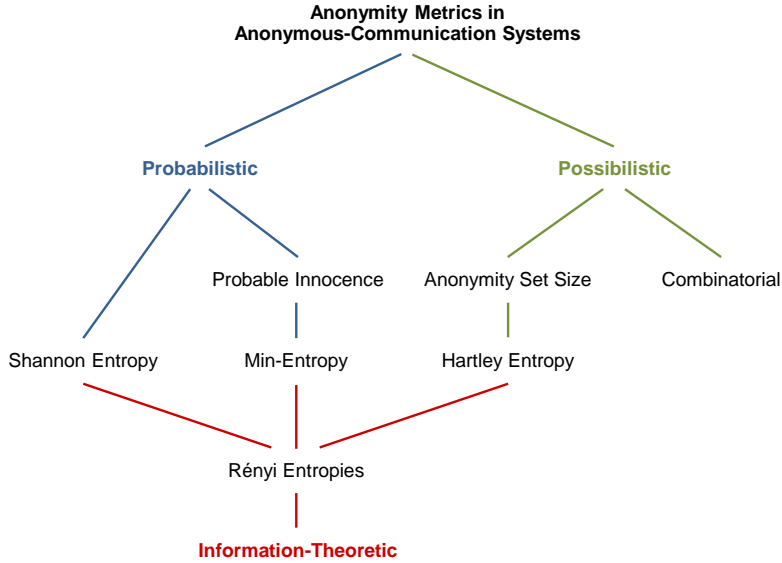 Anonymity Metrics in
Anonymous-Communication Systems
Probabilistic
Possibilistic
Probable Innocence
Anonymity Set Size
Combinatorial
Shannon Entropy
Min-Entropy
Hartley Entropy
Rényi Entropies
Information-Theoretic